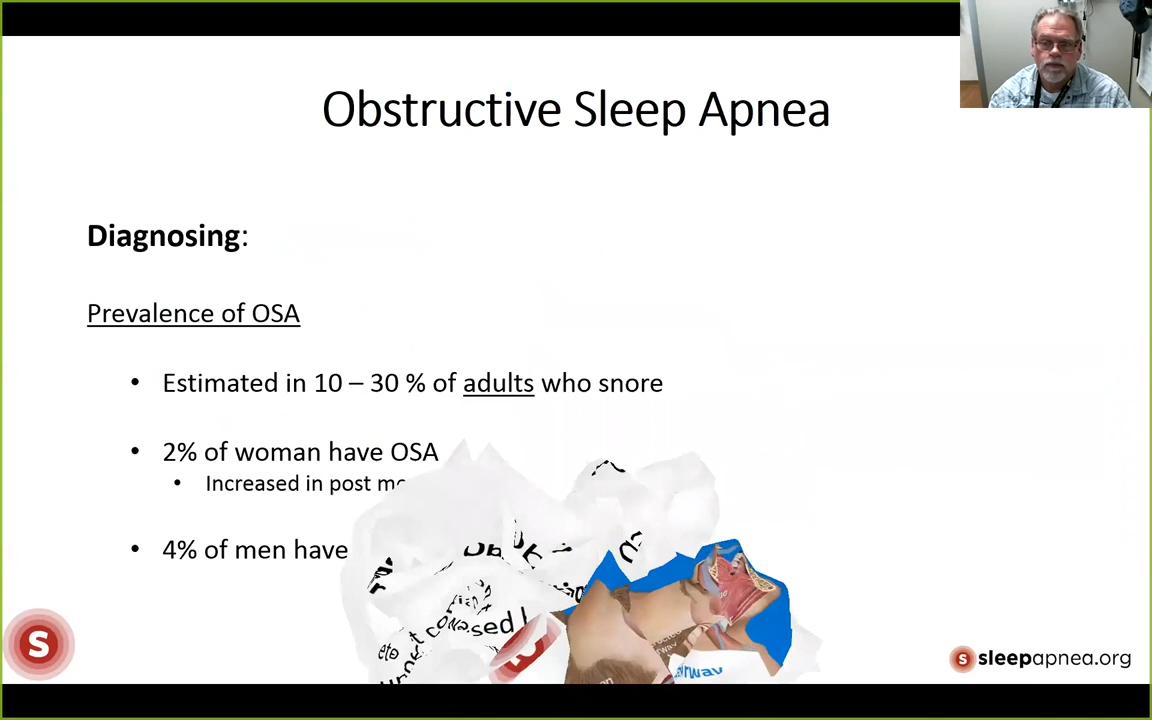 Obstructive Sleep Apnea
Diagnosing:
Prevalence of OSA
• Estimated in 10 – 30 % of adults who snore
• 2% of woman have OSA
• Increased in post
• 4% of men have
S
S sleepapnea.org